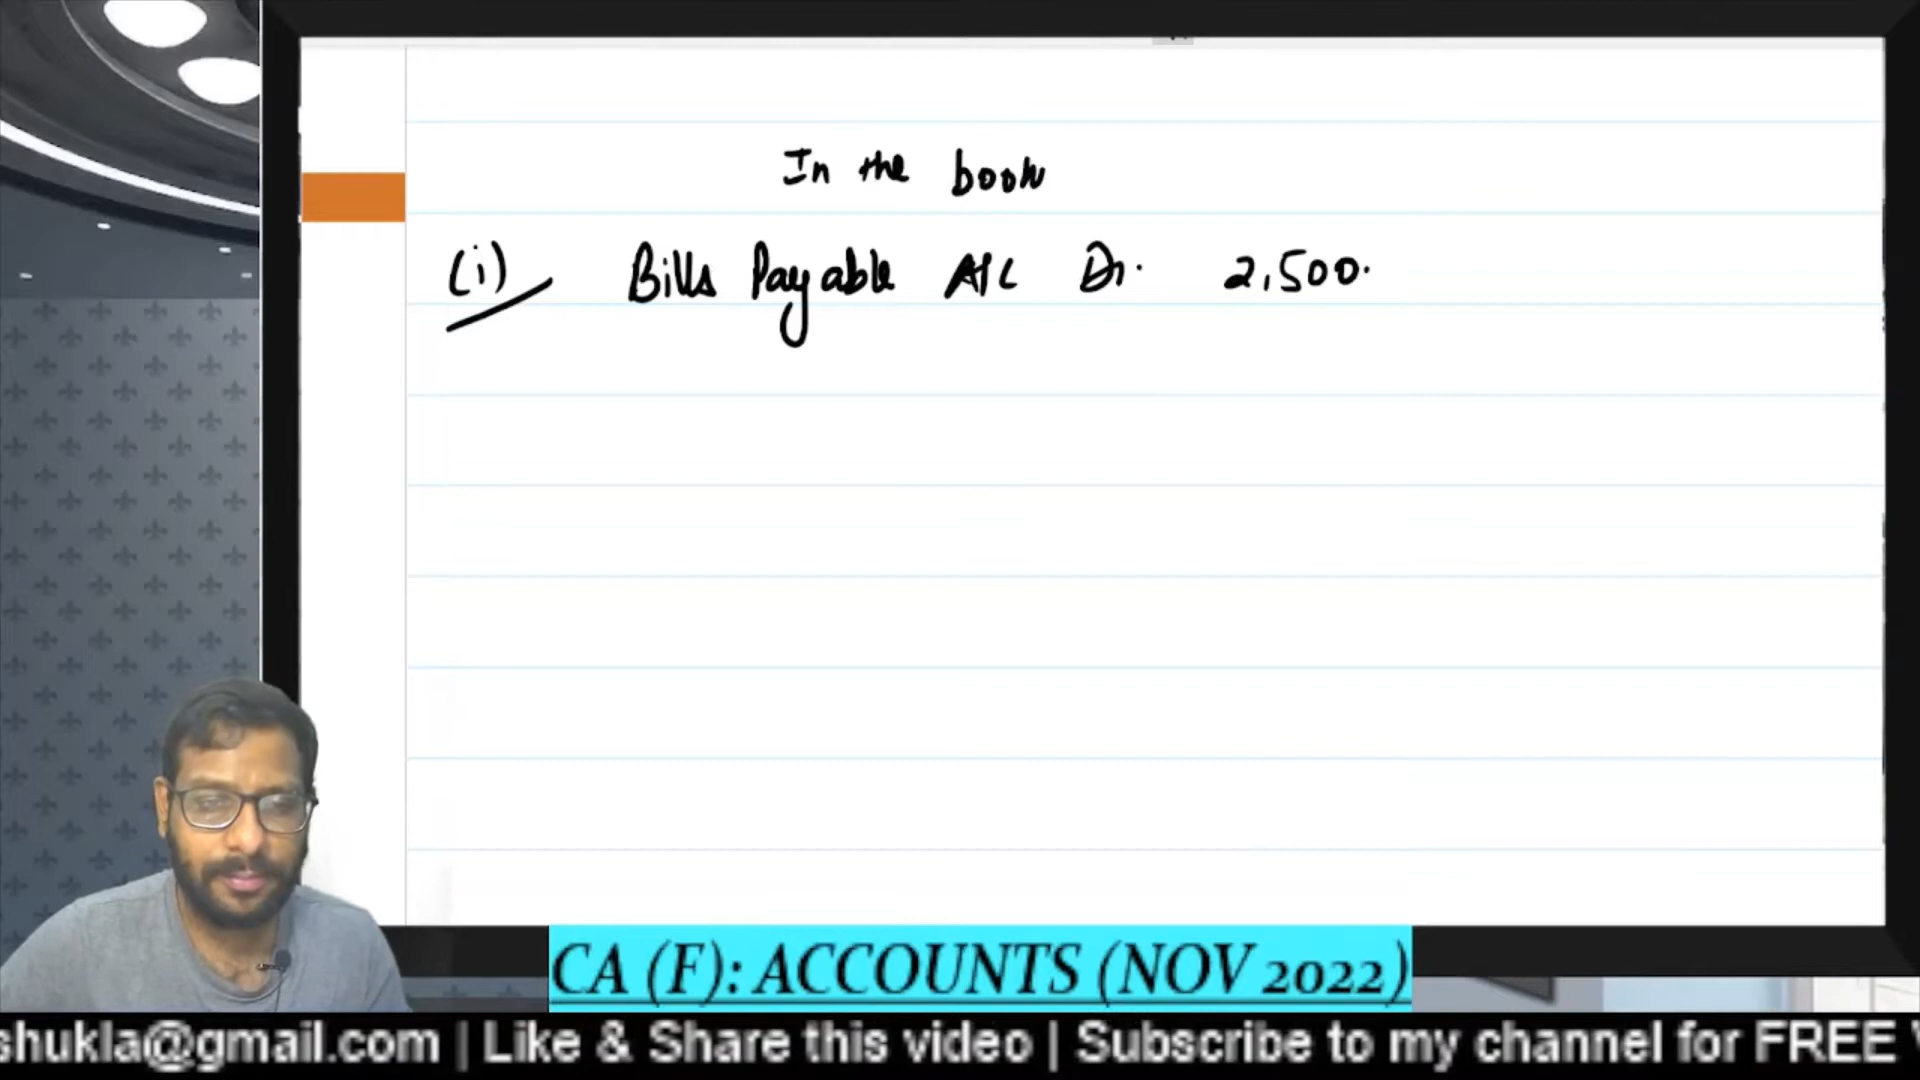 In the book
(i) Bills Payable A/c Dr. 2,500.
CA (F): ACCOUNTS (NOV 2022)
shukla@gmail.com | Like & Share this video | Subscribe to my channel for FREE